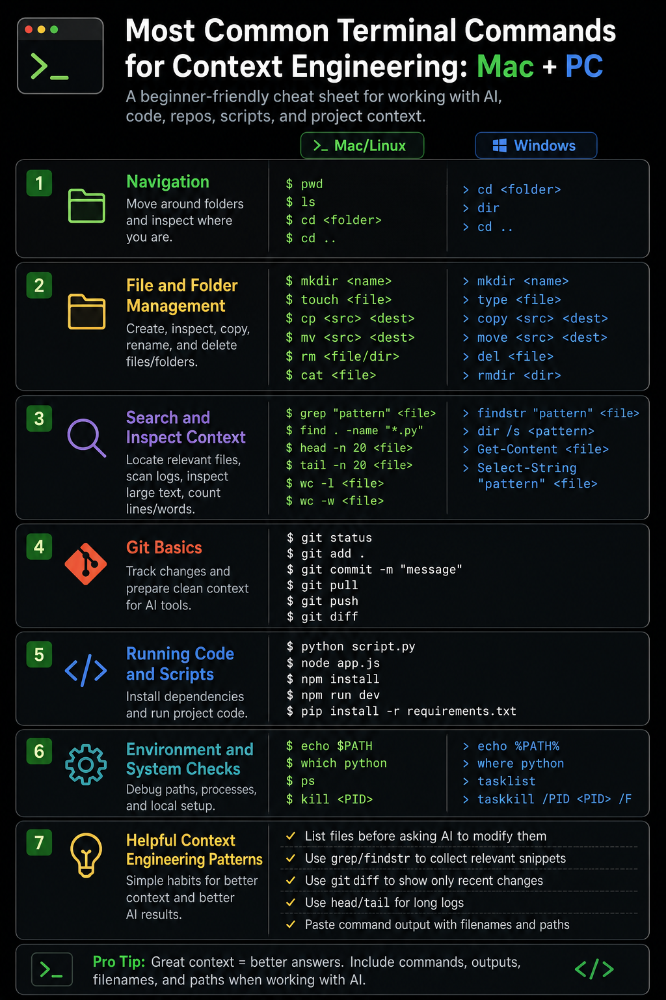 >_
Most Common Terminal Commands
for Context Engineering: Mac + PC
A beginner-friendly cheat sheet for working with AI,
code, repos, scripts, and project context.
>_ Mac/Linux
Windows
1
Navigation
Move around folders
and inspect where
you are.
$ pwd
$ ls
$ cd <folder>
$ cd ..
> cd <folder>
> dir
> cd ..
2
File and Folder
Management
Create, inspect, copy,
rename, and delete
files/folders.
$ mkdir <name>
$ touch <file>
$ cp <src> <dest>
$ mv <src> <dest>
$ rm <file/dir>
$ cat <file>
> mkdir <name>
> type <file>
> copy <src> <dest>
> move <src> <dest>
> del <file>
> rmdir <dir>
3
Search and
Inspect Context
Locate relevant files,
scan logs, inspect
large text, count
lines/words.
$ grep "pattern" <file>
$ find . -name "*.py"
$ head -n 20 <file>
$ tail -n 20 <file>
$ wc -l <file>
$ wc -w <file>
> findstr "pattern" <file>
> dir /s <pattern>
> Get-Content <file>
> Select-String
"pattern" <file>
4
Git Basics
Track changes and
prepare clean context
for AI tools.
$ git status
$ git add .
$ git commit -m "message"
$ git pull
$ git push
$ git diff
5
</>
Running Code
and Scripts
Install dependencies
and run project code.
$ python script.py
$ node app.js
$ npm install
$ npm run dev
$ pip install -r requirements.txt
6
Environment and
System Checks
Debug paths, processes,
and local setup.
$ echo $PATH
$ which python
$ ps
$ kill <PID>
> echo %PATH%
> where python
> tasklist
> taskkill /PID <PID> /F
7
Helpful Context
Engineering Patterns
Simple habits for better
context and better
AI results.
✓ List files before asking AI to modify them
✓ Use grep/findstr to collect relevant snippets
✓ Use git diff to show only recent changes
✓ Use head/tail for long logs
✓ Paste command output with filenames and paths
>_
Pro Tip: Great context = better answers. Include commands, outputs,
filenames, and paths when working with AI.
</>